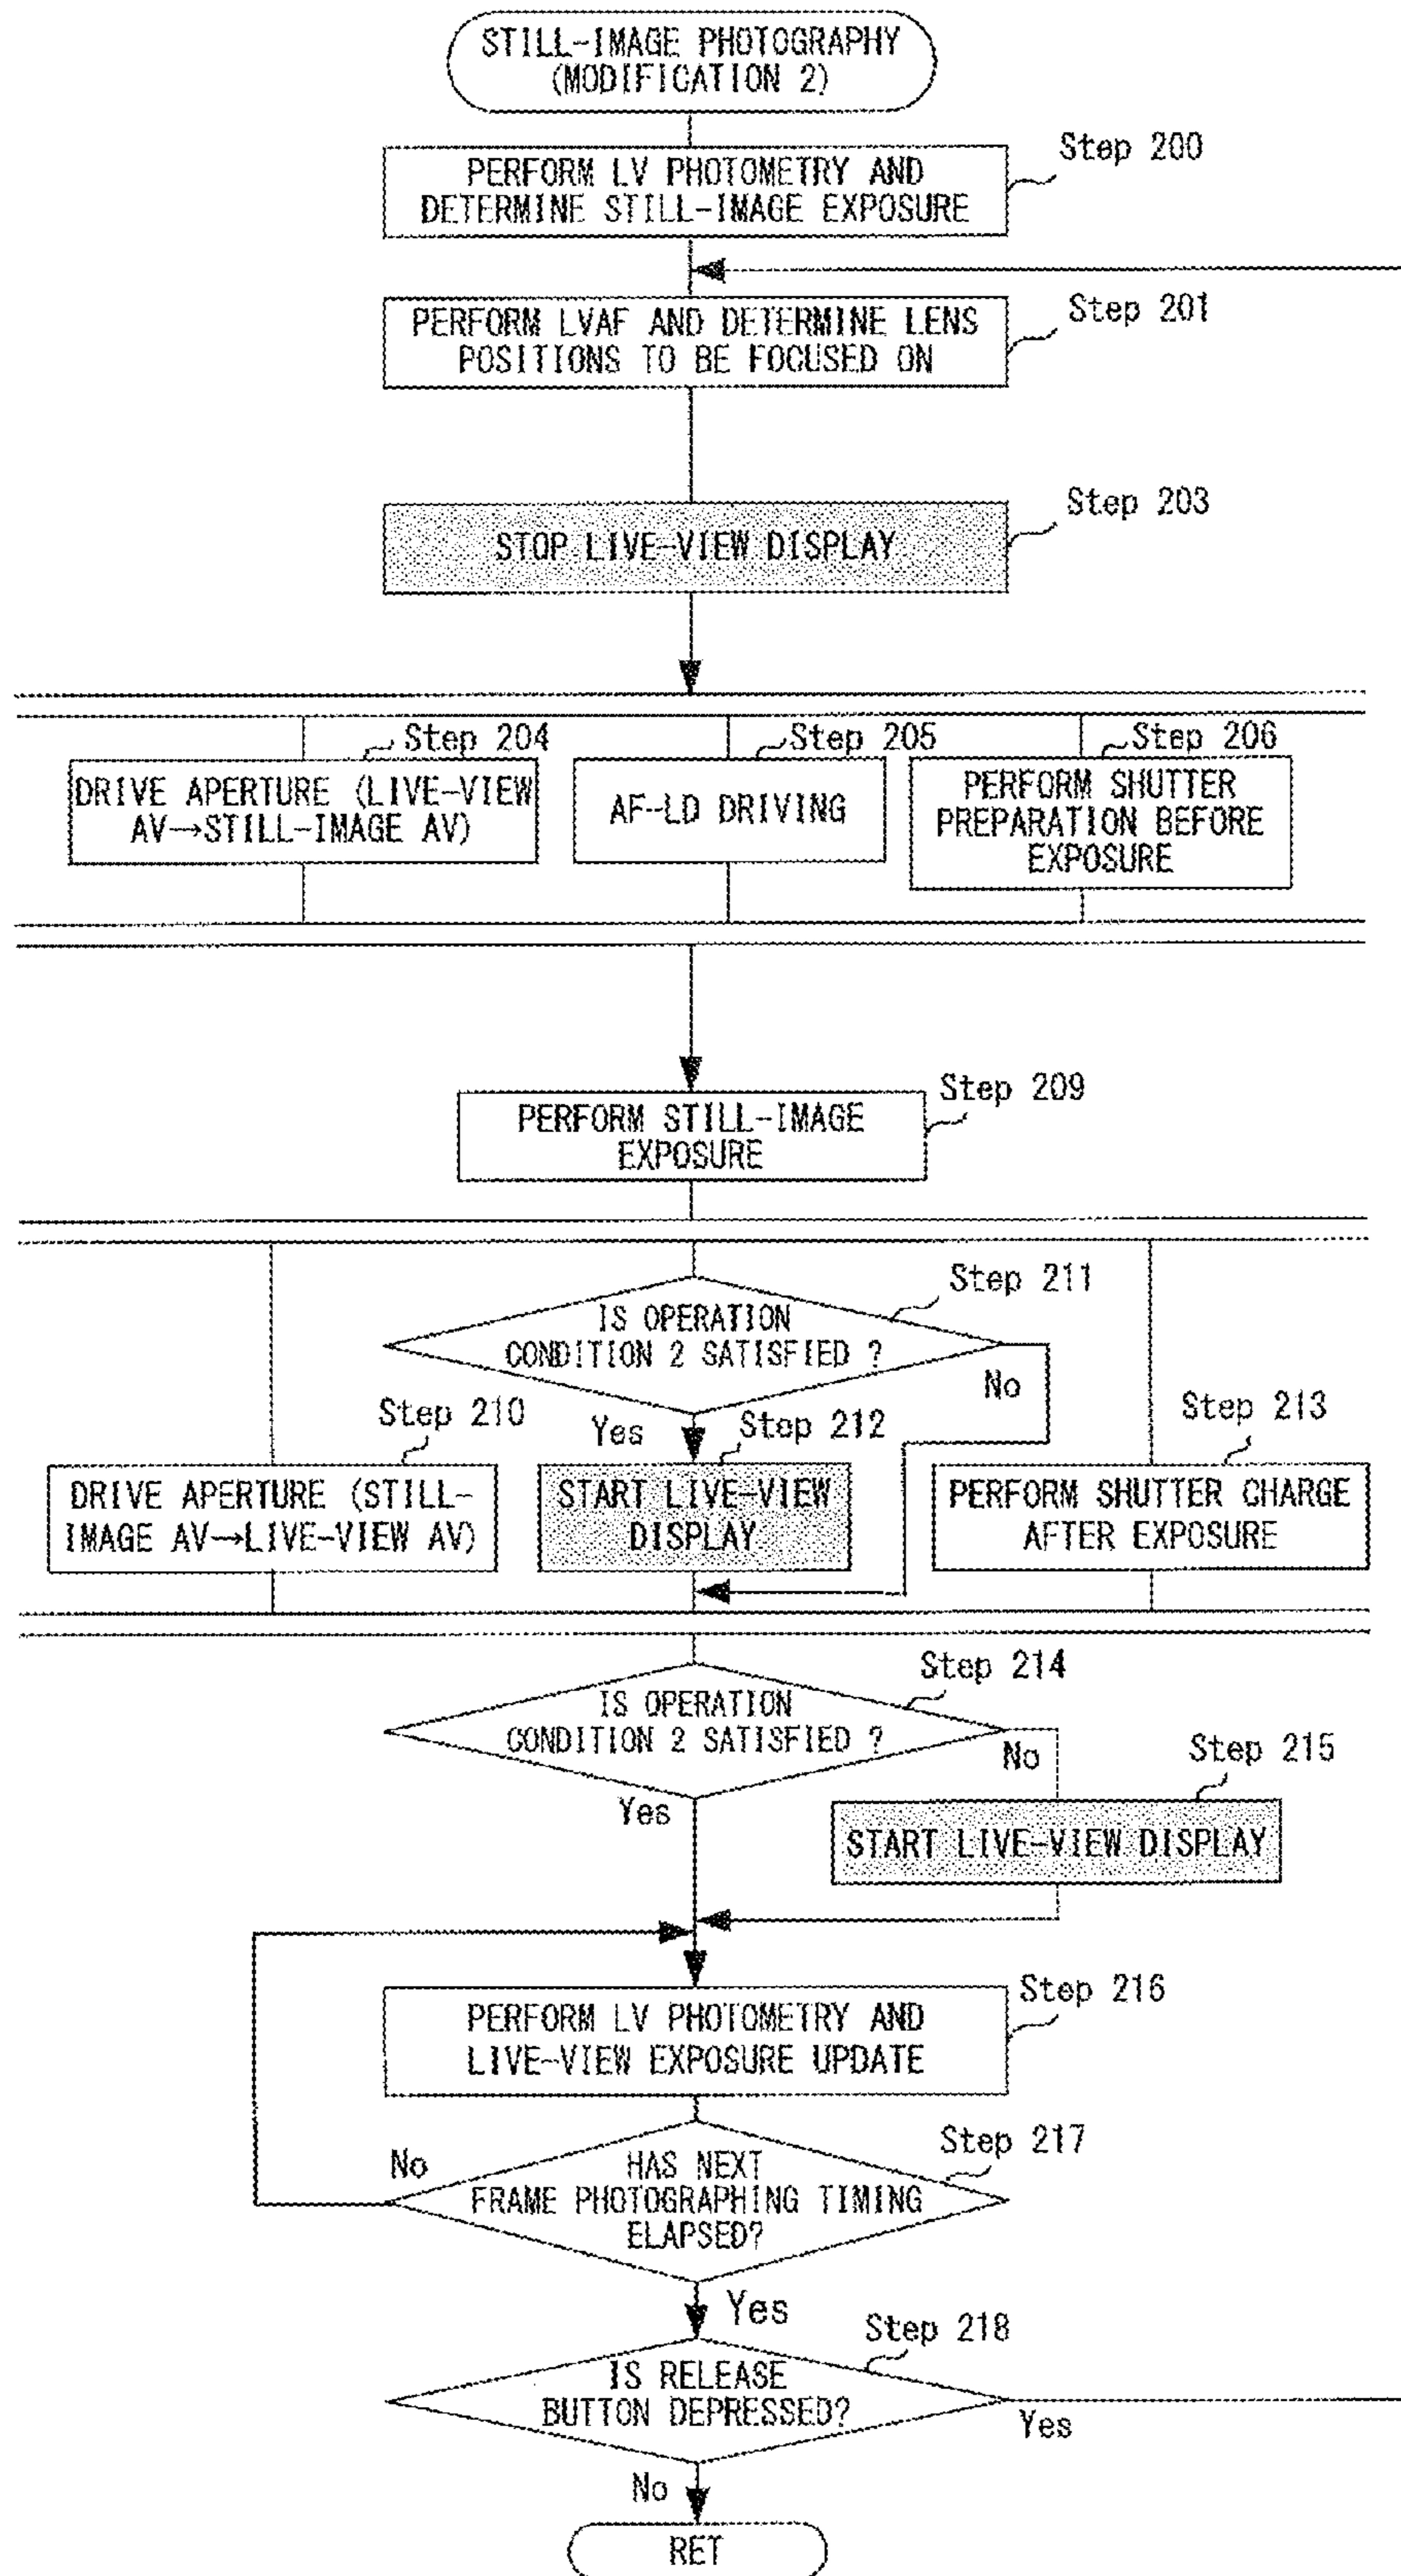 STILL-IMAGE PHOTOGRAPHY
(MODIFICATION 2)
Step 200
PERFORM LV PHOTOMETRY AND
DETERMINE STILL-IMAGE EXPOSURE
Step 201
PERFORM LVAF AND DETERMINE LENS
POSITIONS TO BE FOCUSED ON
Step 203
STOP LIVE-VIEW DISPLAY
Step 204
DRIVE APERTURE (LIVE-VIEW
AV→STILL-IMAGE AV)
Step 205
AF-LD DRIVING
Step 206
PERFORM SHUTTER
PREPARATION BEFORE
EXPOSURE
Step 209
PERFORM STILL-IMAGE
EXPOSURE
Step 211
IS OPERATION
CONDITION 2 SATISFIED ?
No
Yes
Step 210
DRIVE APERTURE (STILL-
IMAGE AV→LIVE-VIEW AV)
Step 212
START LIVE-VIEW
DISPLAY
Step 213
PERFORM SHUTTER CHARGE
AFTER EXPOSURE
Step 214
IS OPERATION
CONDITION 2 SATISFIED ?
No
Yes
Step 215
START LIVE-VIEW DISPLAY
Step 216
PERFORM LV PHOTOMETRY AND
LIVE-VIEW EXPOSURE UPDATE
Step 217
No
HAS NEXT
FRAME PHOTOGRAPHING TIMING
ELAPSED?
Yes
Step 218
IS RELEASE
BUTTON DEPRESSED?
Yes
No
RET